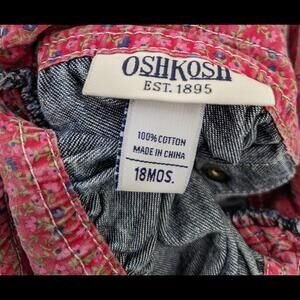 OSHKOSH
EST. 1895
100% COTTON
MADE IN CHINA
18MOS.